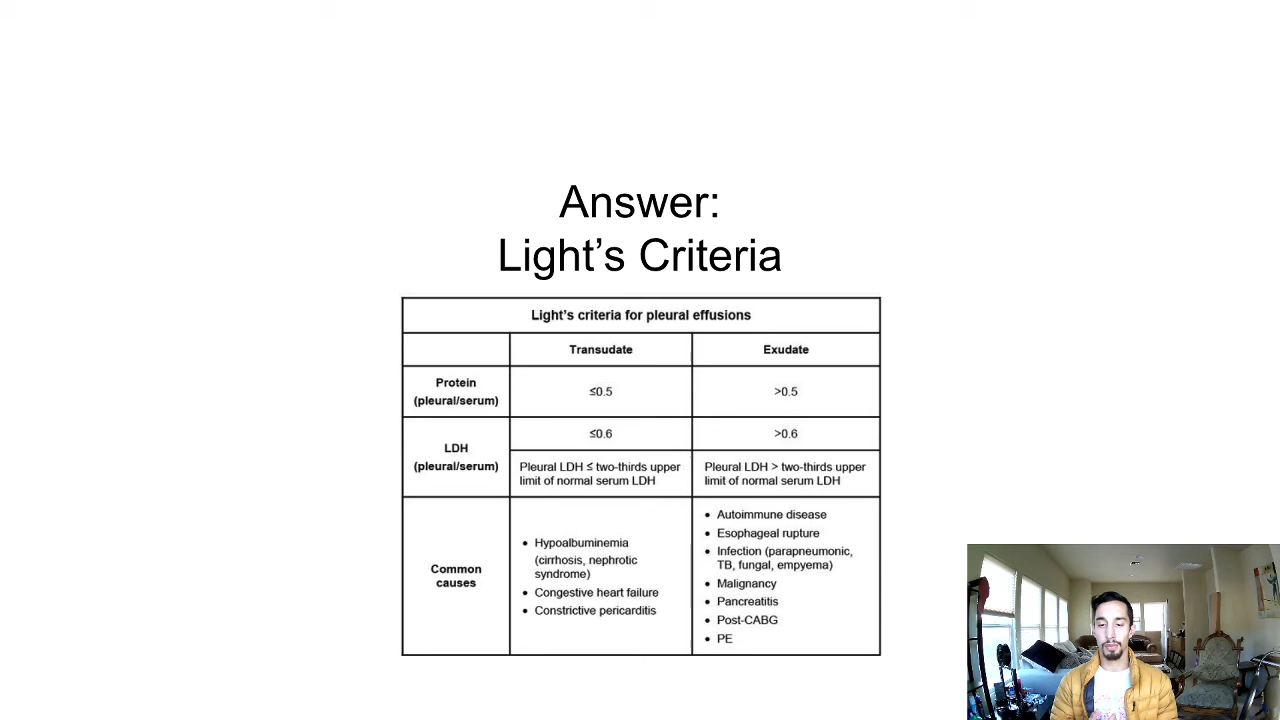 Answer:
Light’s Criteria
Light's criteria for pleural effusions
Transudate
Exudate
Protein
(pleural/serum)
≤0.5
>0.5
LDH
(pleural/serum)
≤0.6
>0.6
Pleural LDH ≤ two-thirds upper
limit of normal serum LDH
Pleural LDH > two-thirds upper
limit of normal serum LDH
Common
causes
• Hypoalbuminemia
(cirrhosis, nephrotic
syndrome)
• Congestive heart failure
• Constrictive pericarditis
• Autoimmune disease
• Esophageal rupture
• Infection (parapneumonic,
TB, fungal, empyema)
• Malignancy
• Pancreatitis
• Post-CABG
• PE